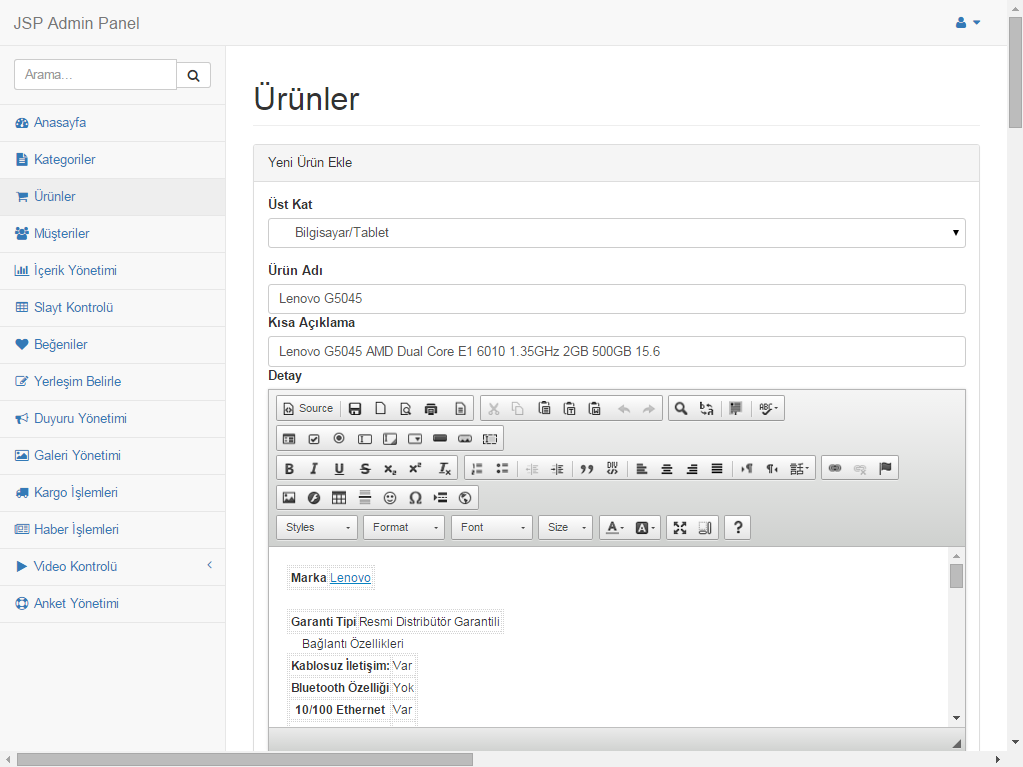 JSP Admin Panel
Arama...
Anasayfa
Kategoriler
Ürünler
Müşteriler
İçerik Yönetimi
Slayt Kontrolü
Beğeniler
Yerleşim Belirle
Duyuru Yönetimi
Galeri Yönetimi
Kargo İşlemleri
Haber İşlemleri
Video Kontrolü
Anket Yönetimi
Ürünler
Yeni Ürün Ekle
Üst Kat
Bilgisayar/Tablet
Ürün Adı
Lenovo G5045
Kısa Açıklama
Lenovo G5045 AMD Dual Core E1 6010 1.35GHz 2GB 500GB 15.6
Detay
Source
Styles Format Font Size
Marka Lenovo
Garanti Tipi Resmi Distribütör Garantili
Bağlantı Özellikleri
Kablosuz İletişim: Var
Bluetooth Özelliği Yok
10/100 Ethernet Var